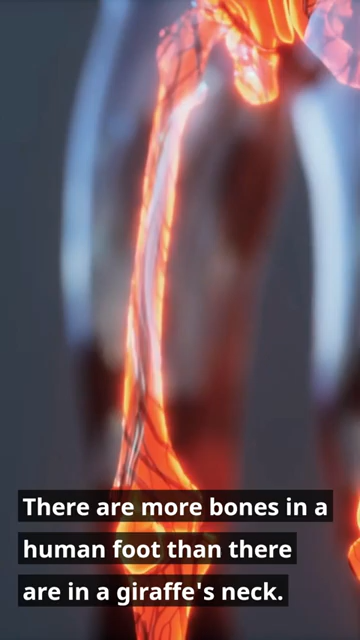 There are more bones in a
human foot than there
are in a giraffe's neck.